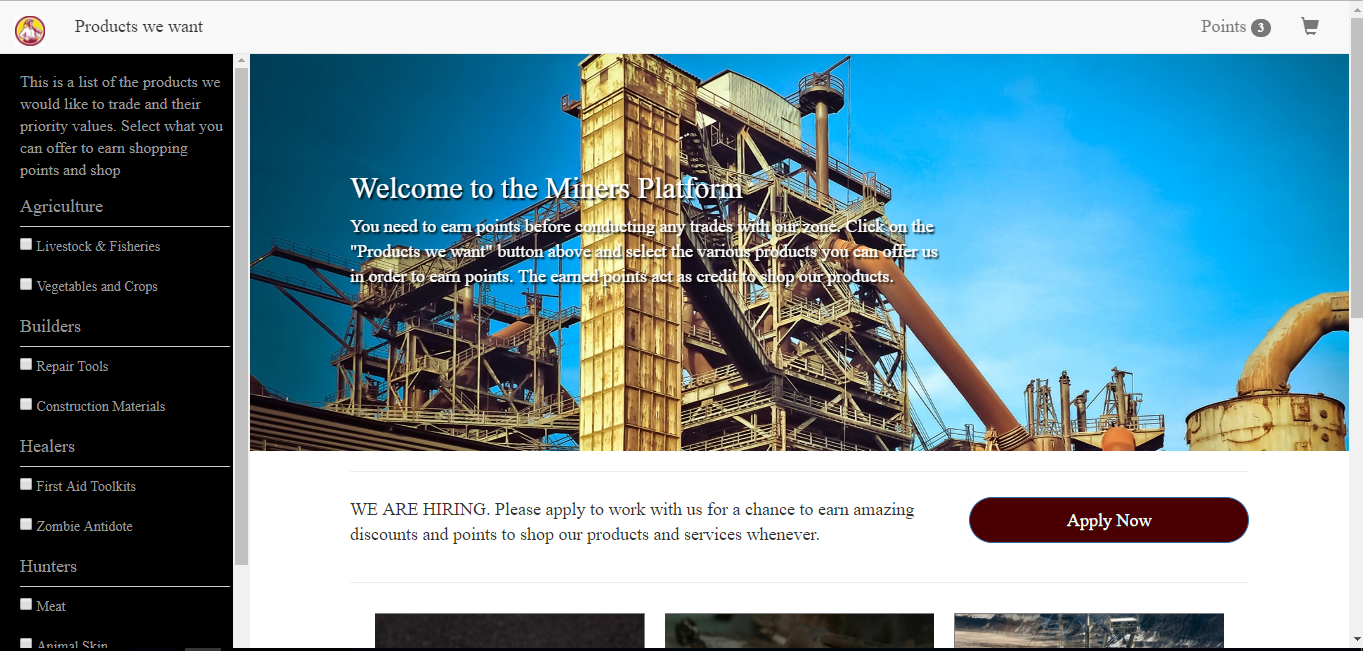 Products we want
Points 3
This is a list of the products we
would like to trade and their
priority values. Select what you
can offer to earn shopping
points and shop
Agriculture
Livestock & Fisheries
Vegetables and Crops
Builders
Repair Tools
Construction Materials
Healers
First Aid Toolkits
Zombie Antidote
Hunters
Meat
Animal Skin
Welcome to the Miners Platform
You need to earn points before conducting any trades with our zone. Click on the
"Products we want" button above and select the various products you can offer us
in order to earn points. The earned points act as credit to shop our products.
WE ARE HIRING. Please apply to work with us for a chance to earn amazing
discounts and points to shop our products and services whenever.
Apply Now